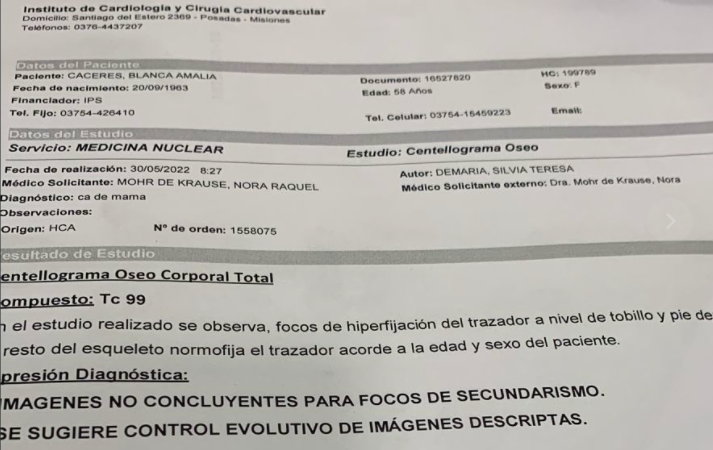 Instituto de Cardiología y Cirugía Cardiovascular
Domicilio: Santiago del Estero 2369 - Posadas - Misiones
Teléfonos: 0376-4437207
Datos del Paciente
Paciente: CACERES, BLANCA AMALIA Documento: 16527820 HC: 199789
Fecha de nacimiento: 20/09/1963 Edad: 58 Años Sexo: F
Financiador: IPS
Tel. Fijo: 03754-426410 Tel. Celular: 03754-15459223 Email:
Datos del Estudio
Servicio: MEDICINA NUCLEAR Estudio: Centellograma Oseo
Fecha de realización: 30/05/2022 8:27 Autor: DEMARIA, SILVIA TERESA
Médico Solicitante: MOHR DE KRAUSE, NORA RAQUEL Médico Solicitante externo: Dra. Mohr de Krause, Nora
Diagnóstico: ca de mama
Observaciones:
Origen: HCA Nº de orden: 1558075
esultado de Estudio
entellograma Oseo Corporal Total
ompuesto: Tc 99
n el estudio realizado se observa, focos de hiperfijación del trazador a nivel de tobillo y pie de
resto del esqueleto normofija el trazador acorde a la edad y sexo del paciente.
presión Diagnóstica:
IMAGENES NO CONCLUYENTES PARA FOCOS DE SECUNDARISMO.
SE SUGIERE CONTROL EVOLUTIVO DE IMÁGENES DESCRIPTAS.